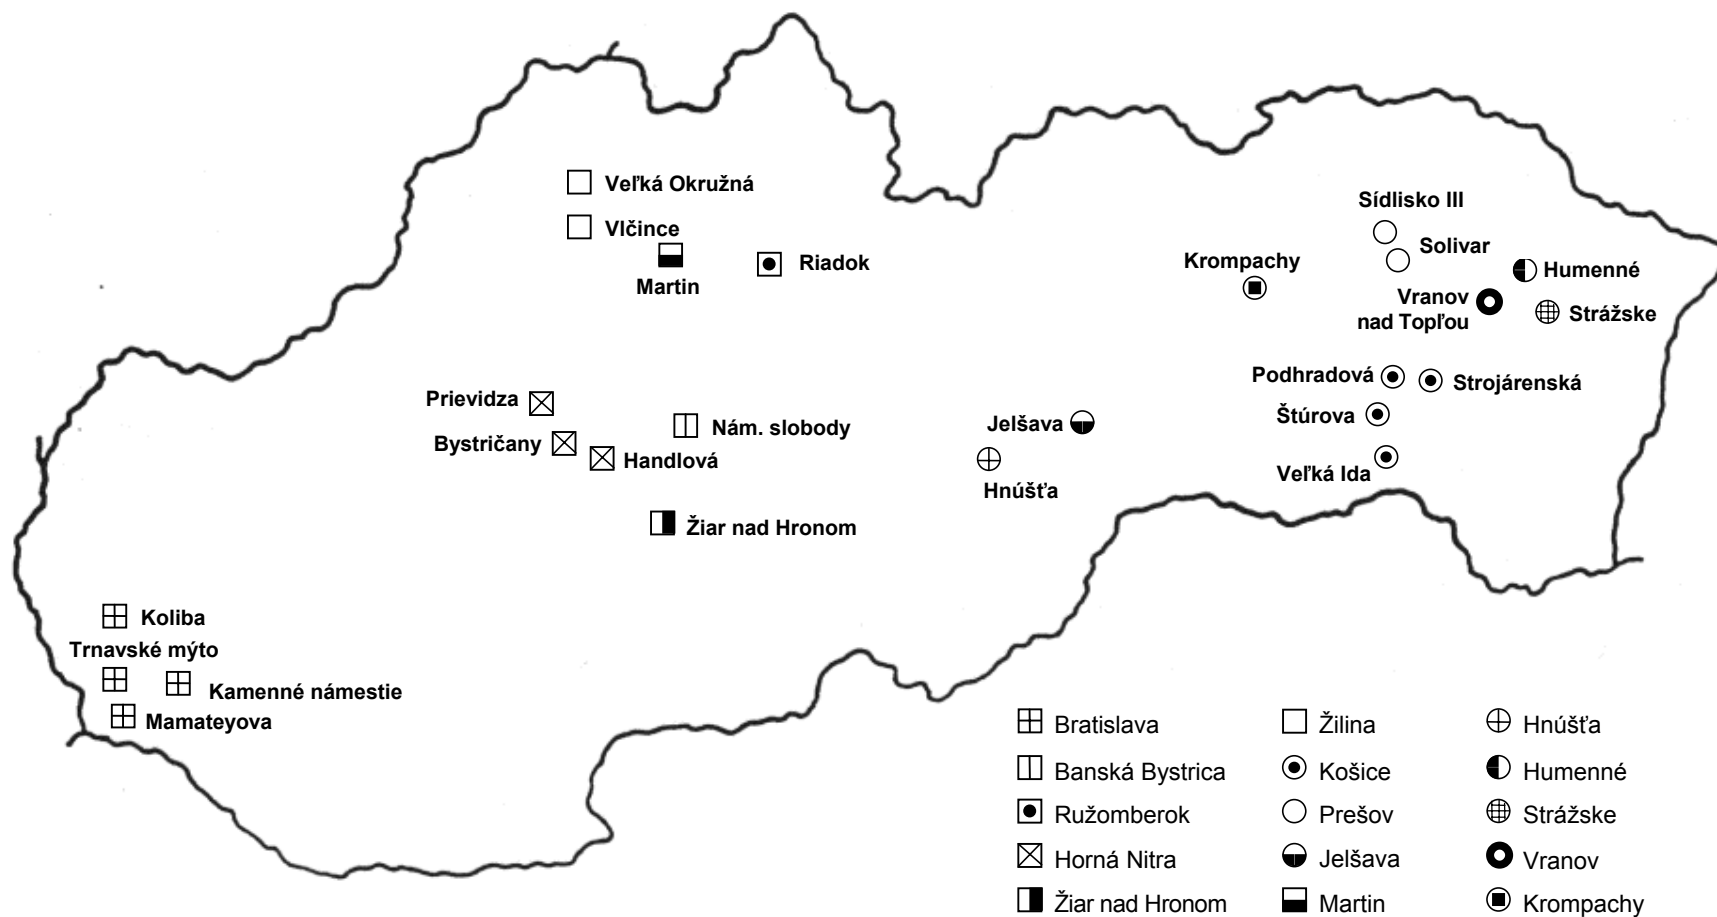 Veľká Okružná
Vlčince
Martin
Riadok
Sídlisko III
Solivar
Krompachy
Humenné
Vranov
nad Topľou
Strážske
Prievidza
Bystričany
Handlová
Nám. slobody
Jelšava
Hnúšťa
Podhradová
Strojárenská
Štúrova
Veľká Ida
Žiar nad Hronom
Koliba
Trnavské mýto
Kamenné námestie
Mamateyova
Bratislava
Banská Bystrica
Ružomberok
Horná Nitra
Žiar nad Hronom
Žilina
Košice
Prešov
Jelšava
Martin
Hnúšťa
Humenné
Strážske
Vranov
Krompachy